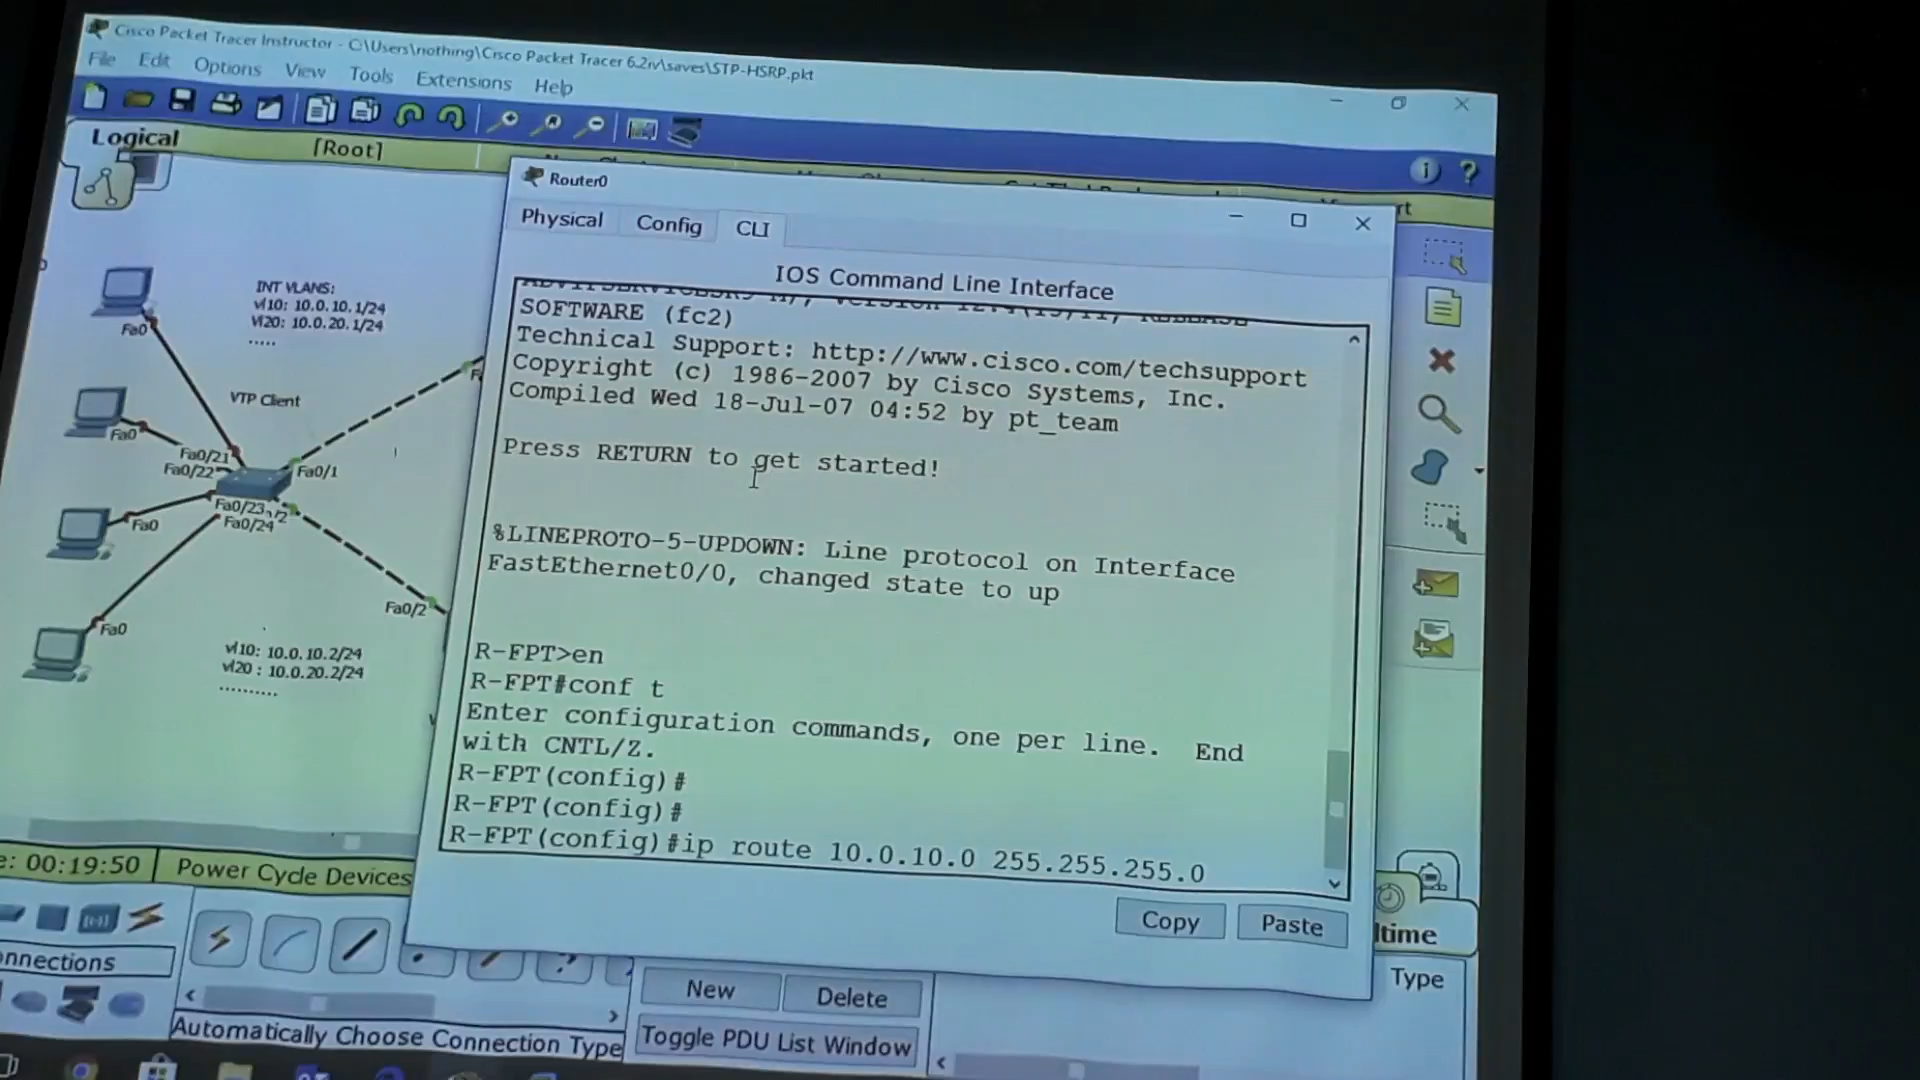 Cisco Packet Tracer Instructor - C:\Users\nothing\Cisco Packet Tracer 6.2iv\saves\STP-HSRP.pkt
File Edit Options View Tools Extensions Help
Logical
[Root]
Router0
Physical Config CLI
IOS Command Line Interface
SOFTWARE (fc2)
Technical Support: http://www.cisco.com/techsupport
Copyright (c) 1986-2007 by Cisco Systems, Inc.
Compiled Wed 18-Jul-07 04:52 by pt_team
Press RETURN to get started!
%LINEPROTO-5-UPDOWN: Line protocol on Interface
FastEthernet0/0, changed state to up
R-FPT>en
R-FPT#conf t
Enter configuration commands, one per line. End
with CNTL/Z.
R-FPT(config)#
R-FPT(config)#
R-FPT(config)#ip route 10.0.10.0 255.255.255.0
Copy Paste
INT VLANS:
vl10: 10.0.10.1/24
Vl20: 10.0.20.1/24
.....
Fa0
VTP Client
Fa0
Fa0/21
Fa0/22
Fa0/1
Fa0/23
Fa0/24
Fa0
Fa0/2
Fa0
vl10: 10.0.10.2/24
vl20 : 10.0.20.2/24
..........
e: 00:19:50 Power Cycle Devices
ltime
nnections
New Delete
Type
Automatically Choose Connection Type
Toggle PDU List Window